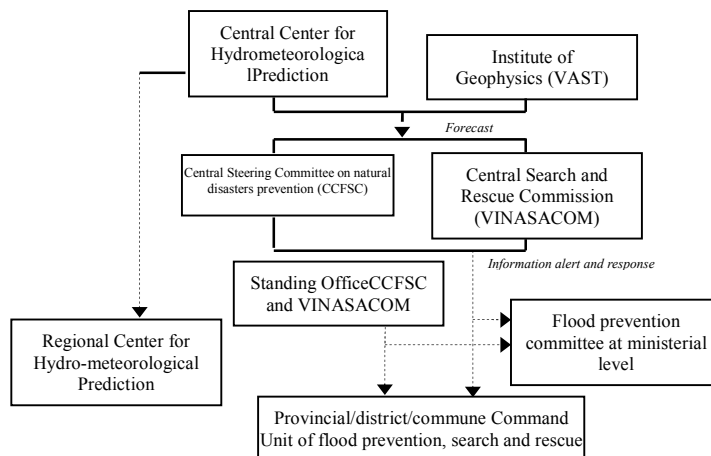 Central Center for
Hydrometeorologica
lPrediction
Institute of
Geophysics (VAST)
Forecast
Central Steering Committee on natural
disasters prevention (CCFSC)
Central Search and
Rescue Commission
(VINASACOM)
Information alert and response
Standing OfficeCCFSC
and VINASACOM
Regional Center for
Hydro-meteorological
Prediction
Flood prevention
committee at ministerial
level
Provincial/district/commune Command
Unit of flood prevention, search and rescue